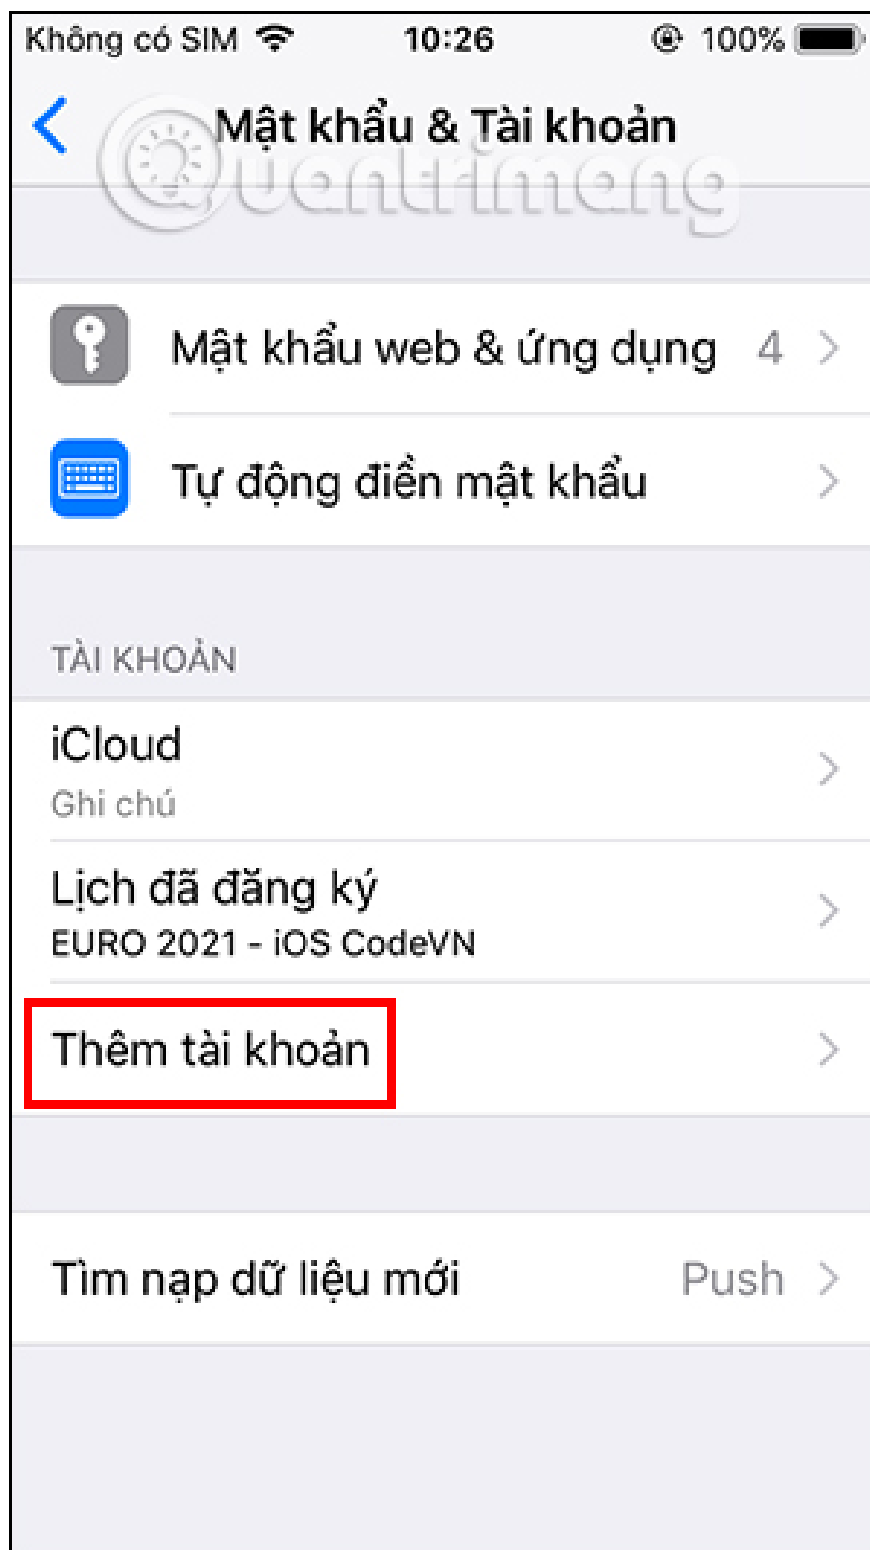 Không có SIM 10:26 100%
Mật khẩu & Tài khoản
Quantrimang
Mật khẩu web & ứng dụng 4
Tự động điền mật khẩu
TÀI KHOẢN
iCloud
Ghi chú
Lịch đã đăng ký
EURO 2021 - iOS CodeVN
Thêm tài khoản
Tìm nạp dữ liệu mới Push